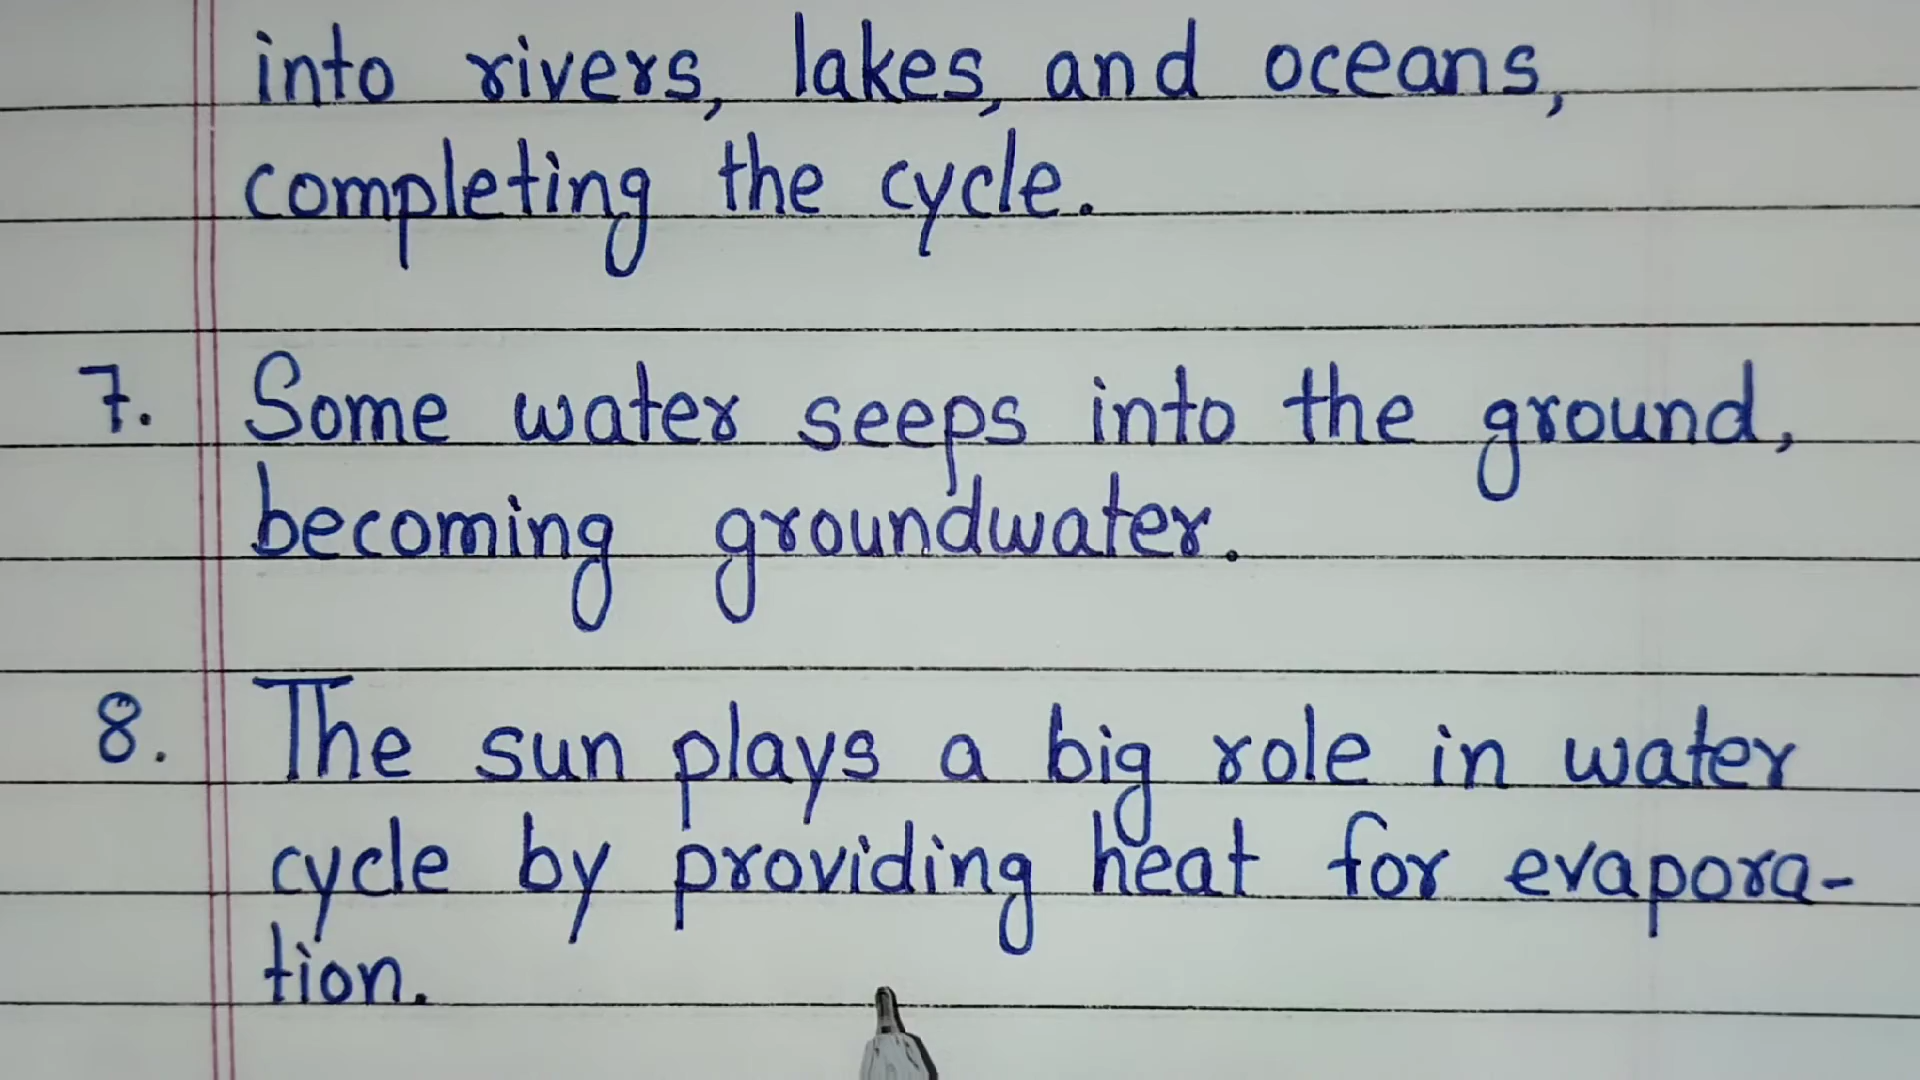 into rivers, lakes, and oceans,
completing the cycle.
7. Some water seeps into the ground,
becoming groundwater.
8. The sun plays a big role in water
cycle by providing heat for evapora-
tion.